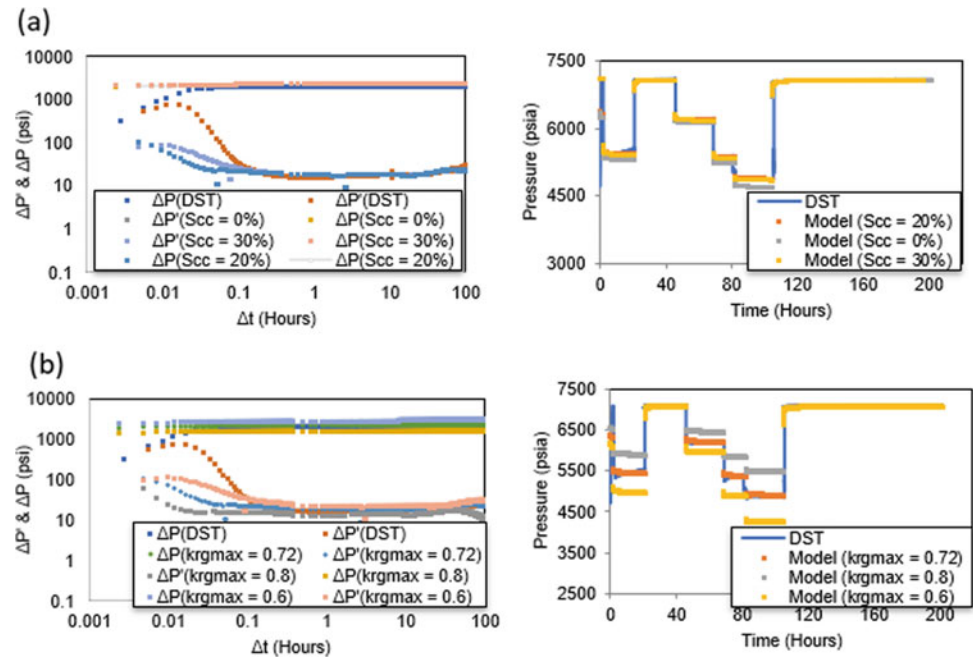 (a)
10000
1000
100
10
1
0.1
ΔP' & ΔP (psi)
ΔP(DST)
ΔP'(DST)
ΔP'(Scc = 0%)
ΔP(Scc = 0%)
ΔP'(Scc = 30%)
ΔP(Scc = 30%)
ΔP(Scc = 20%)
ΔP(Scc = 20%)
0.001 0.01 0.1 1 10 100
Δt (Hours)
7500
6000
4500
3000
Pressure (psia)
DST
Model (Scc = 20%)
Model (Scc = 0%)
Model (Scc = 30%)
0 40 80 120 160 200
Time (Hours)
(b)
10000
1000
100
10
1
0.1
ΔP' & ΔP (psi)
ΔP(DST)
ΔP'(DST)
ΔP(krgmax = 0.72)
ΔP'(krgmax = 0.72)
ΔP'(krgmax = 0.8)
ΔP(krgmax = 0.8)
ΔP(krgmax = 0.6)
ΔP'(krgmax = 0.6)
0.001 0.01 0.1 1 10 100
Δt (Hours)
7500
6500
5500
4500
3500
2500
Pressure (psia)
DST
Model (krgmax = 0.72)
Model (krgmax = 0.8)
Model (krgmax = 0.6)
0 40 80 120 160 200
Time (Hours)